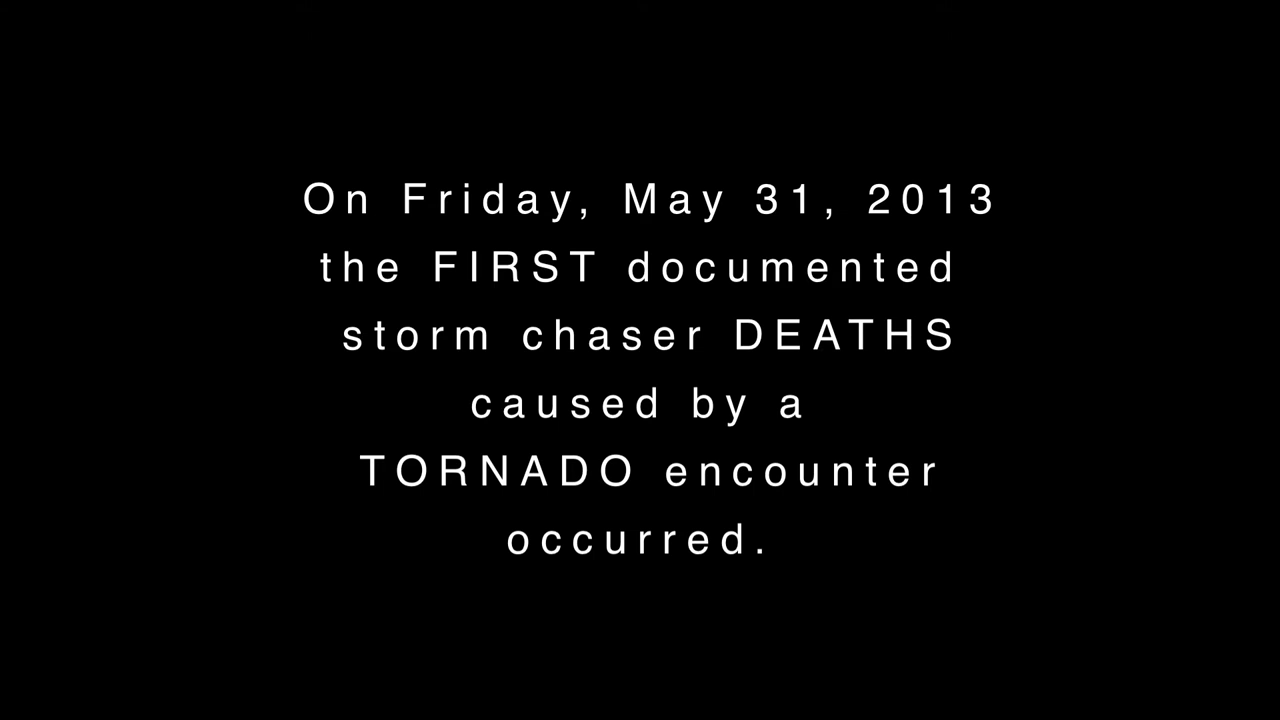 On Friday, May 31, 2013
the FIRST documented
storm chaser DEATHS
caused by a
TORNADO encounter
occurred.